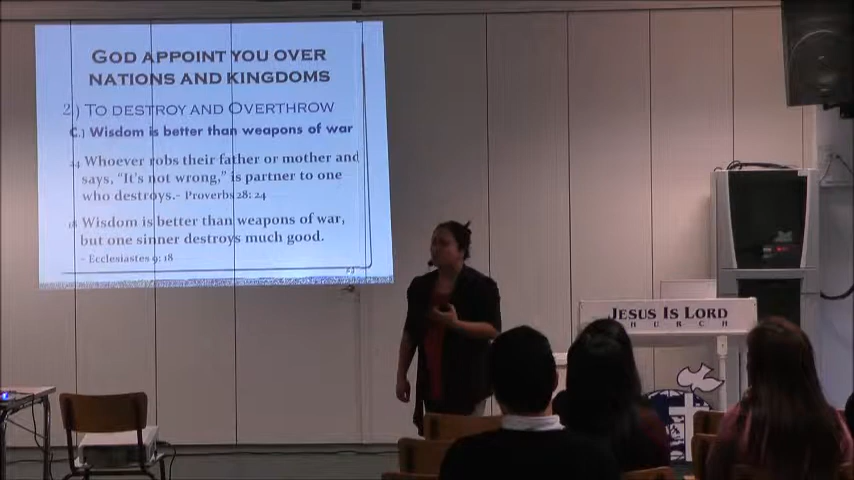 GOD APPOINT YOU OVER
NATIONS AND KINGDOMS
2.) TO DESTROY AND OVERTHROW
C.) Wisdom is better than weapons of war
24 Whoever robs their father or mother and
says, “It's not wrong,” is partner to one
who destroys.- Proverbs 28: 24
18 Wisdom is better than weapons of war,
but one sinner destroys much good.
- Ecclesiastes 9: 18
JESUS IS LORD
CHURCH